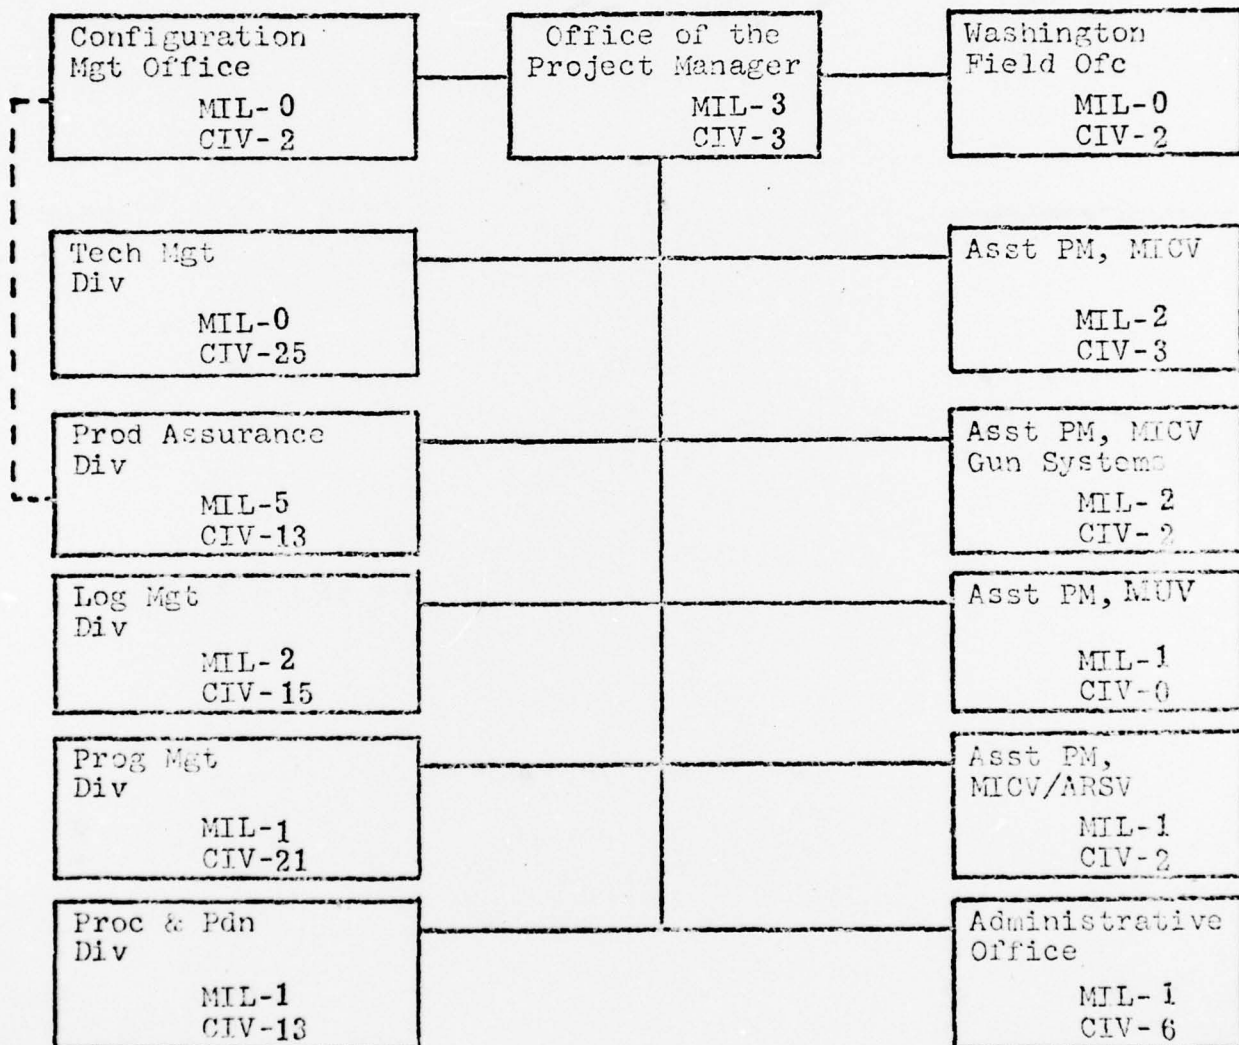 Configuration
Mgt Office
MIL-0
CIV-2
Office of the
Project Manager
MIL-3
CIV-3
Washington
Field Ofc
MIL-0
CIV-2
Tech Mgt
Div
MIL-0
CIV-25
Asst PM, MICV
MIL-2
CIV-3
Prod Assurance
Div
MIL-5
CIV-13
Asst PM, MICV
Gun Systems
MIL-2
CIV-2
Log Mgt
Div
MIL-2
CIV-15
Asst PM, MUV
MIL-1
CIV-0
Prog Mgt
Div
MIL-1
CIV-21
Asst PM,
MICV/ARSV
MIL-1
CIV-2
Proc & Pdn
Div
MIL-1
CIV-13
Administrative
Office
MIL-1
CIV-6